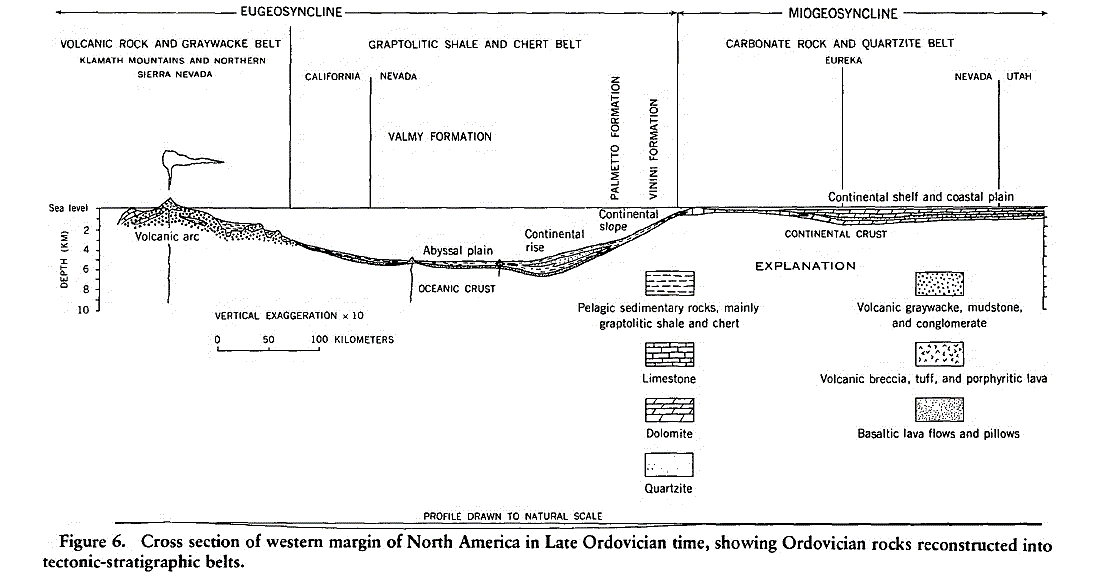 EUGEOSYNCLINE
MIOGEOSYNCLINE
VOLCANIC ROCK AND GRAYWACKE BELT
KLAMATH MOUNTAINS AND NORTHERN
SIERRA NEVADA
GRAPTOLITIC SHALE AND CHERT BELT
CARBONATE ROCK AND QUARTZITE BELT
EUREKA
CALIFORNIA
NEVADA
NEVADA
UTAH
VALMY FORMATION
PALMETTO FORMATION
VININI FORMATION
Sea level
2
4
6
8
10
DEPTH (KM)
Volcanic arc
Abyssal plain
Continental
rise
Continental
slope
Continental shelf and coastal plain
CONTINENTAL CRUST
OCEANIC CRUST
VERTICAL EXAGGERATION × 10
0 50 100 KILOMETERS
EXPLANATION
Pelagic sedimentary rocks, mainly
graptolitic shale and chert
Limestone
Dolomite
Quartzite
Volcanic graywacke, mudstone,
and conglomerate
Volcanic breccia, tuff, and porphyritic lava
Basaltic lava flows and pillows
PROFILE DRAWN TO NATURAL SCALE
Figure 6. Cross section of western margin of North America in Late Ordovician time, showing Ordovician rocks reconstructed into
tectonic-stratigraphic belts.